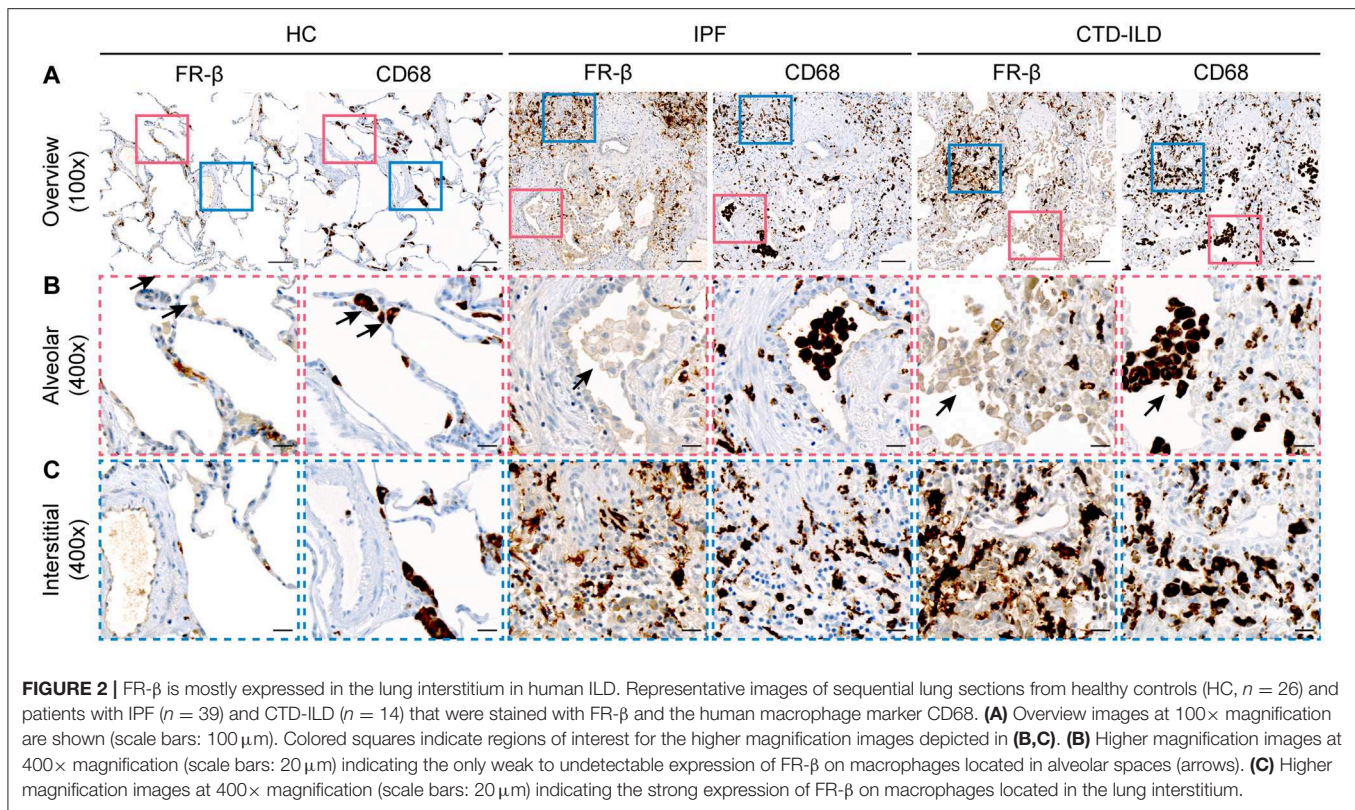 HC IPF CTD-ILD
FR-β CD68 FR-β CD68 FR-β CD68
A
Overview
(100x)
B
Alveolar
(400x)
C
Interstitial
(400x)
FIGURE 2 | FR-β is mostly expressed in the lung interstitium in human ILD. Representative images of sequential lung sections from healthy controls (HC, n = 26) and
patients with IPF (n = 39) and CTD-ILD (n = 14) that were stained with FR-β and the human macrophage marker CD68. (A) Overview images at 100× magnification
are shown (scale bars: 100 μm). Colored squares indicate regions of interest for the higher magnification images depicted in (B,C). (B) Higher magnification images at
400× magnification (scale bars: 20 μm) indicating the only weak to undetectable expression of FR-β on macrophages located in alveolar spaces (arrows). (C) Higher
magnification images at 400× magnification (scale bars: 20 μm) indicating the strong expression of FR-β on macrophages located in the lung interstitium.